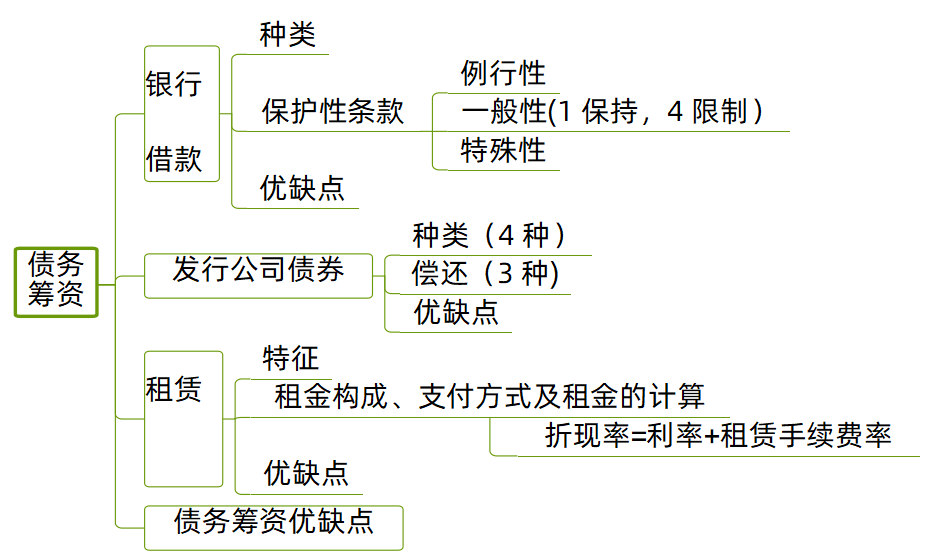 债务
筹资
银行
借款
种类
保护性条款
例行性
一般性(1 保持，4 限制）
特殊性
优缺点
发行公司债券
种类（4 种）
偿还（3 种)
优缺点
租赁
特征
租金构成、支付方式及租金的计算
折现率=利率+租赁手续费率
优缺点
债务筹资优缺点